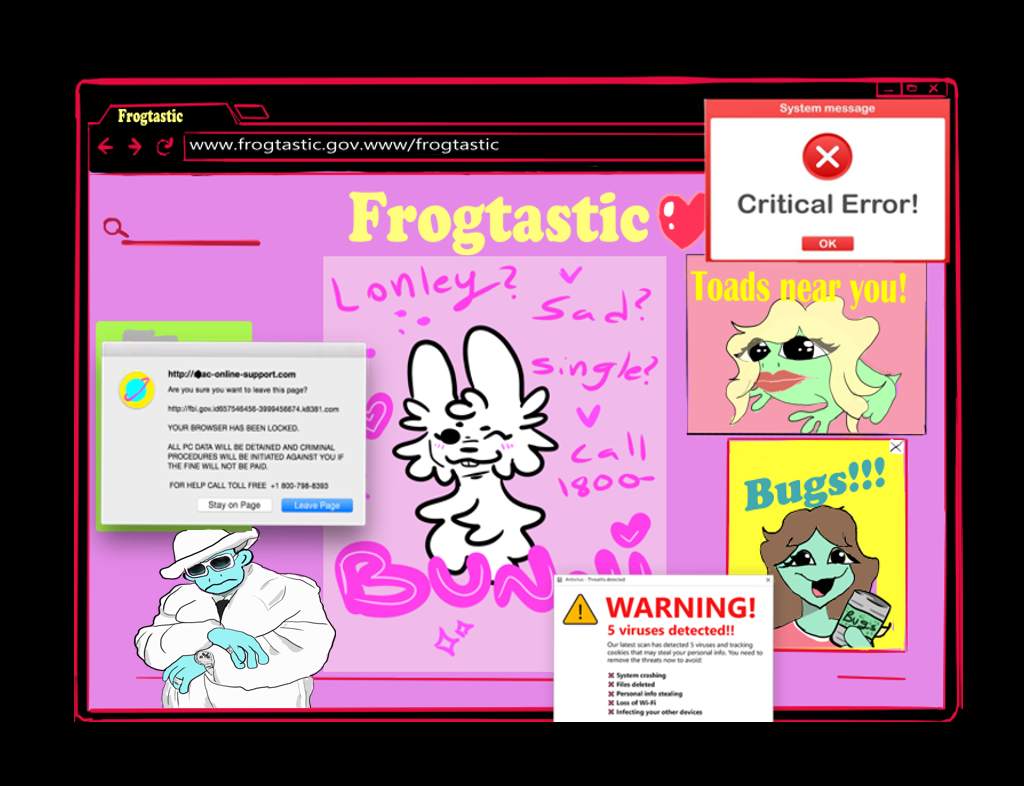 Frogtastic
www.frogtastic.gov.www/frogtastic
System message
Critical Error!
OK
Frogtastic
Lonley?
Sad?
single?
call
1800-
BUN
Toads near you!
http://ac-online-support.com
Are you sure you want to leave this page?
http://fbi.gov.id657546456-3999456674.k8381.com
YOUR BROWSER HAS BEEN LOCKED.
ALL PC DATA WILL BE DETAINED AND CRIMINAL
PROCEDURES WILL BE INITIATED AGAINST YOU IF
THE FINE WILL NOT BE PAID.
FOR HELP CALL TOLL FREE +1 800-798-8393
Stay on Page
Leave Page
Bugs!!!
Bugs
Antivirus - Threats detected
WARNING!
5 viruses detected!!
Our latest scan has detected 5 viruses and tracking
cookies that may steal your personal info. You need to
remove the threats now to avoid:
System crashing
Files deleted
Personal info stealing
Loss of Wi-Fi
Infecting your other devices